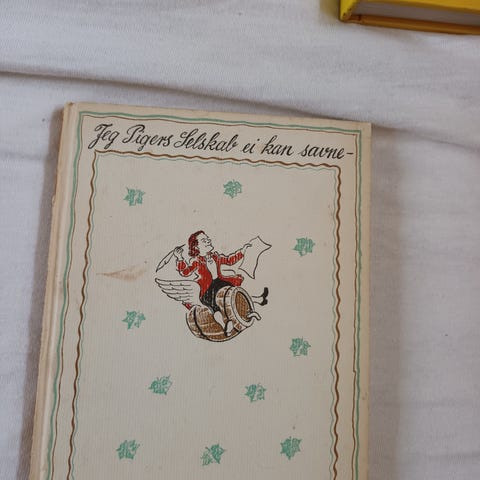 Jeg Pigers Selskab ei kan savne-